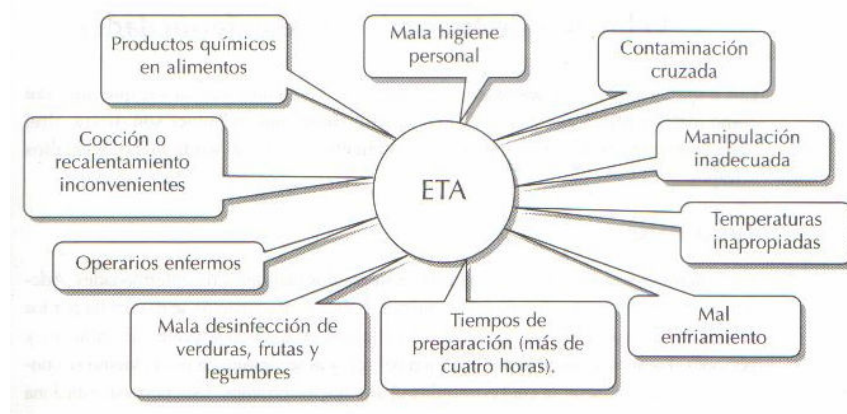 Productos químicos
en alimentos
Mala higiene
personal
Contaminación
cruzada
Cocción o
recalentamiento
inconvenientes
ETA
Manipulación
inadecuada
Temperaturas
inapropiadas
Operarios enfermos
Mala desinfección de
verduras, frutas y
legumbres
Tiempos de
preparación (más de
cuatro horas).
Mal
enfriamiento